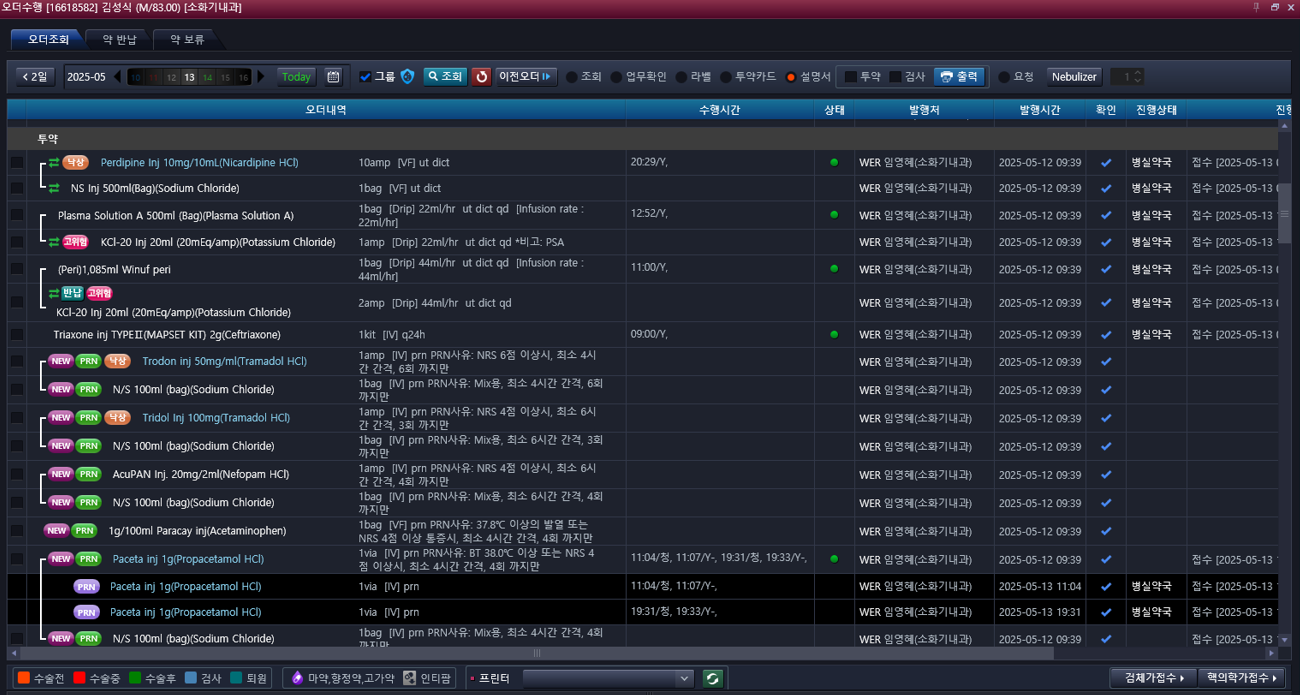 오더수행 [16618582] 김성식 (M/83.00) [소화기내과]
오더조회 약 반납 약 보류
< 2일 2025-05 10 11 12 13 14 15 16 Today 그룹 조회 이전오더 조회 업무확인 라벨 투약카드 설명서 투약 검사 출력 요청 Nebulizer 1
오더내역 수행시간 상태 발행처 발행시간 확인 진행상태
투약
낙상 Perdipine Inj 10mg/10mL(Nicardipine HCl) 10amp [VF] ut dict 20:29/Y, WER 임영혜(소화기내과) 2025-05-12 09:39 병실약국 접수 [2025-05-13
NS Inj 500ml(Bag)(Sodium Chloride) 1bag [VF] ut dict WER 임영혜(소화기내과) 2025-05-12 09:39 병실약국 접수 [2025-05-13
Plasma Solution A 500ml (Bag)(Plasma Solution A) 1bag [Drip] 22ml/hr ut dict qd [Infusion rate : 22ml/hr] 12:52/Y, WER 임영혜(소화기내과) 2025-05-12 09:39 병실약국 접수 [2025-05-13
고위험 KCl-20 Inj 20ml (20mEq/amp)(Potassium Chloride) 1amp [Drip] 22ml/hr ut dict qd *비고: PSA WER 임영혜(소화기내과) 2025-05-12 09:39 병실약국 접수 [2025-05-13
(Peri)1,085ml Winuf peri 1bag [Drip] 44ml/hr ut dict qd [Infusion rate : 44ml/hr] 11:00/Y, WER 임영혜(소화기내과) 2025-05-12 09:39 병실약국 접수 [2025-05-13
반납 고위험 KCl-20 Inj 20ml (20mEq/amp)(Potassium Chloride) 2amp [Drip] 44ml/hr ut dict qd WER 임영혜(소화기내과) 2025-05-12 09:39 병실약국 접수 [2025-05-13
Triaxone inj TYPEⅡ(MAPSET KIT) 2g(Ceftriaxone) 1kit [IV] q24h 09:00/Y, WER 임영혜(소화기내과) 2025-05-12 09:39 병실약국 접수 [2025-05-13
NEW PRN 낙상 Trodon inj 50mg/ml(Tramadol HCl) 1amp [IV] prn PRN사유: NRS 6점 이상시, 최소 4시간 간격, 6회 까지만 WER 임영혜(소화기내과) 2025-05-12 09:39
NEW PRN N/S 100ml (bag)(Sodium Chloride) 1bag [IV] prn PRN사유: Mix용, 최소 4시간 간격, 6회 까지만 WER 임영혜(소화기내과) 2025-05-12 09:39
NEW PRN 낙상 Tridol Inj 100mg(Tramadol HCl) 1amp [IV] prn PRN사유: NRS 4점 이상시, 최소 6시간 간격, 3회 까지만 WER 임영혜(소화기내과) 2025-05-12 09:39
NEW PRN N/S 100ml (bag)(Sodium Chloride) 1bag [IV] prn PRN사유: Mix용, 최소 6시간 간격, 3회 까지만 WER 임영혜(소화기내과) 2025-05-12 09:39
NEW PRN AcuPAN Inj. 20mg/2ml(Nefopam HCl) 1amp [IV] prn PRN사유: NRS 4점 이상시, 최소 6시간 간격, 4회 까지만 WER 임영혜(소화기내과) 2025-05-12 09:39
NEW PRN N/S 100ml (bag)(Sodium Chloride) 1bag [IV] prn PRN사유: Mix용, 최소 6시간 간격, 4회 까지만 WER 임영혜(소화기내과) 2025-05-12 09:39
NEW PRN 1g/100ml Paracay inj(Acetaminophen) 1bag [VF] prn PRN사유: 37.8℃ 이상의 발열 또는 NRS 4점 이상 통증시, 최소 4시간 간격, 4회 까지만 WER 임영혜(소화기내과) 2025-05-12 09:39
NEW PRN Paceta inj 1g(Propacetamol HCl) 1via [IV] prn PRN사유: BT 38.0℃ 이상 또는 NRS 4점 이상시, 최소 4시간 간격, 4회 까지만 11:04/청, 11:07/Y-, 19:31/청, 19:33/Y-, WER 임영혜(소화기내과) 2025-05-12 09:39 접수 [2025-05-13
PRN Paceta inj 1g(Propacetamol HCl) 1via [IV] prn 11:04/청, 11:07/Y-, WER 임영혜(소화기내과) 2025-05-13 11:04 병실약국 접수 [2025-05-13
PRN Paceta inj 1g(Propacetamol HCl) 1via [IV] prn 19:31/청, 19:33/Y-, WER 임영혜(소화기내과) 2025-05-13 19:31 병실약국 접수 [2025-05-13
NEW PRN N/S 100ml (bag)(Sodium Chloride) 1bag [IV] prn PRN사유: Mix용, 최소 4시간 간격, 4회 까지만 WER 임영혜(소화기내과) 2025-05-12 09:39 접수 [2025-05-13
수술전 수술중 수술후 검사 퇴원 마약,향정약,고가약 인티팜 프린터 검체가접수 핵의학가접수